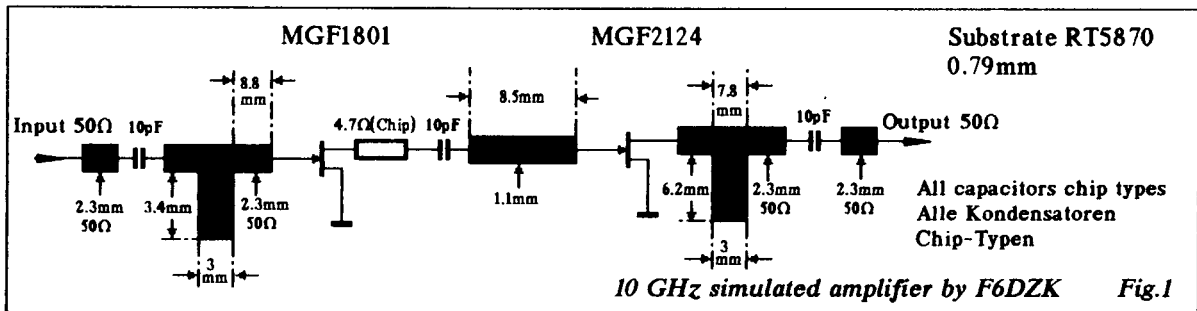 MGF1801
MGF2124
Substrate RT5870
0.79mm
8.8
mm
8.5mm
7.8
mm
Input 50Ω
10pF
4.7Ω(Chip)
10pF
10pF
Output 50Ω
2.3mm
50Ω
3.4mm
2.3mm
50Ω
1.1mm
6.2mm
2.3mm
50Ω
2.3mm
50Ω
3
mm
3
mm
All capacitors chip types
Alle Kondensatoren
Chip-Typen
10 GHz simulated amplifier by F6DZK
Fig.1